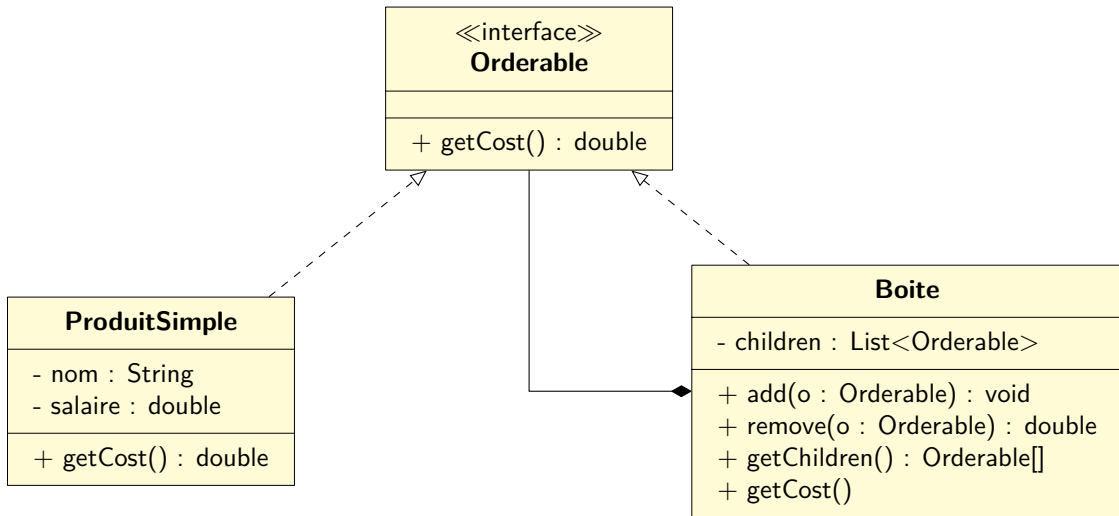 ≪interface≫
Orderable
+ getCost() : double
ProduitSimple
- nom : String
- salaire : double
+ getCost() : double
Boite
- children : List<Orderable>
+ add(o : Orderable) : void
+ remove(o : Orderable) : double
+ getChildren() : Orderable[]
+ getCost()